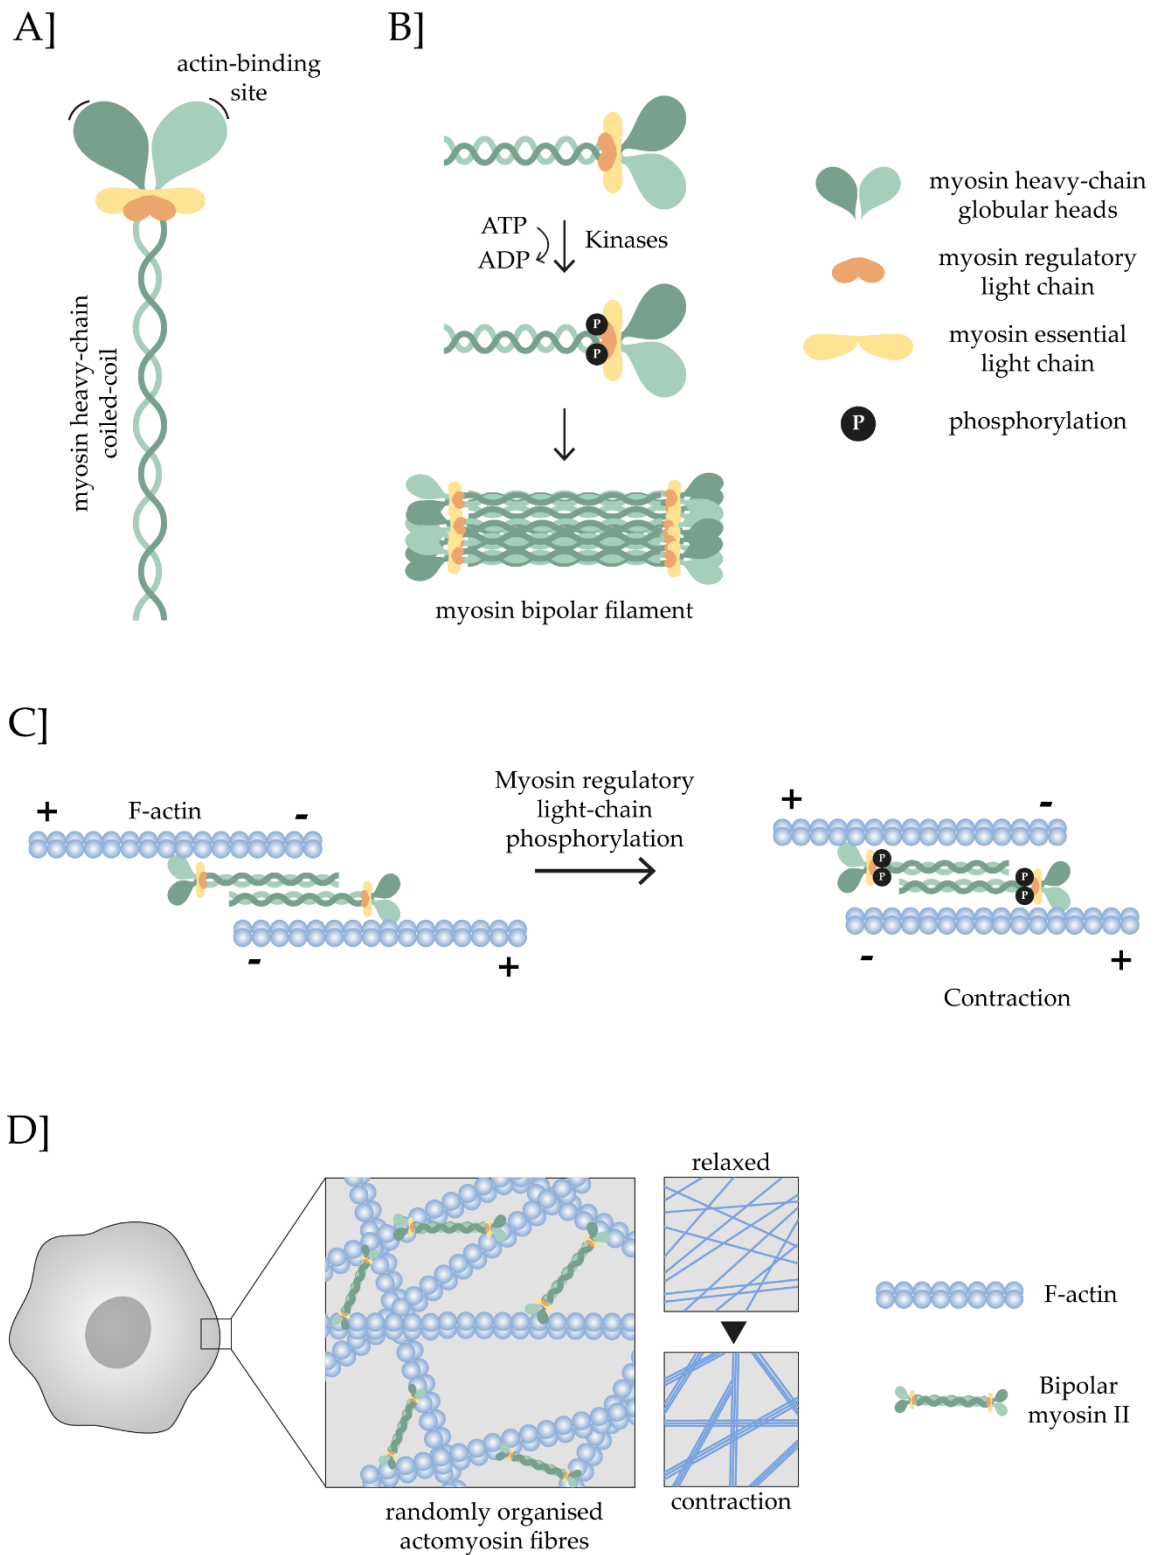 A]
actin-binding
site
myosin heavy-chain
coiled-coil
B]
ATP
ADP
Kinases
P
P
myosin bipolar filament
myosin heavy-chain
globular heads
myosin regulatory
light chain
myosin essential
light chain
P
phosphorylation
C]
+
F-actin
-
-
+
Myosin regulatory
light-chain
phosphorylation
+
-
P
P
P
P
-
+
Contraction
D]
randomly organised
actomyosin fibres
relaxed
contraction
F-actin
Bipolar
myosin II